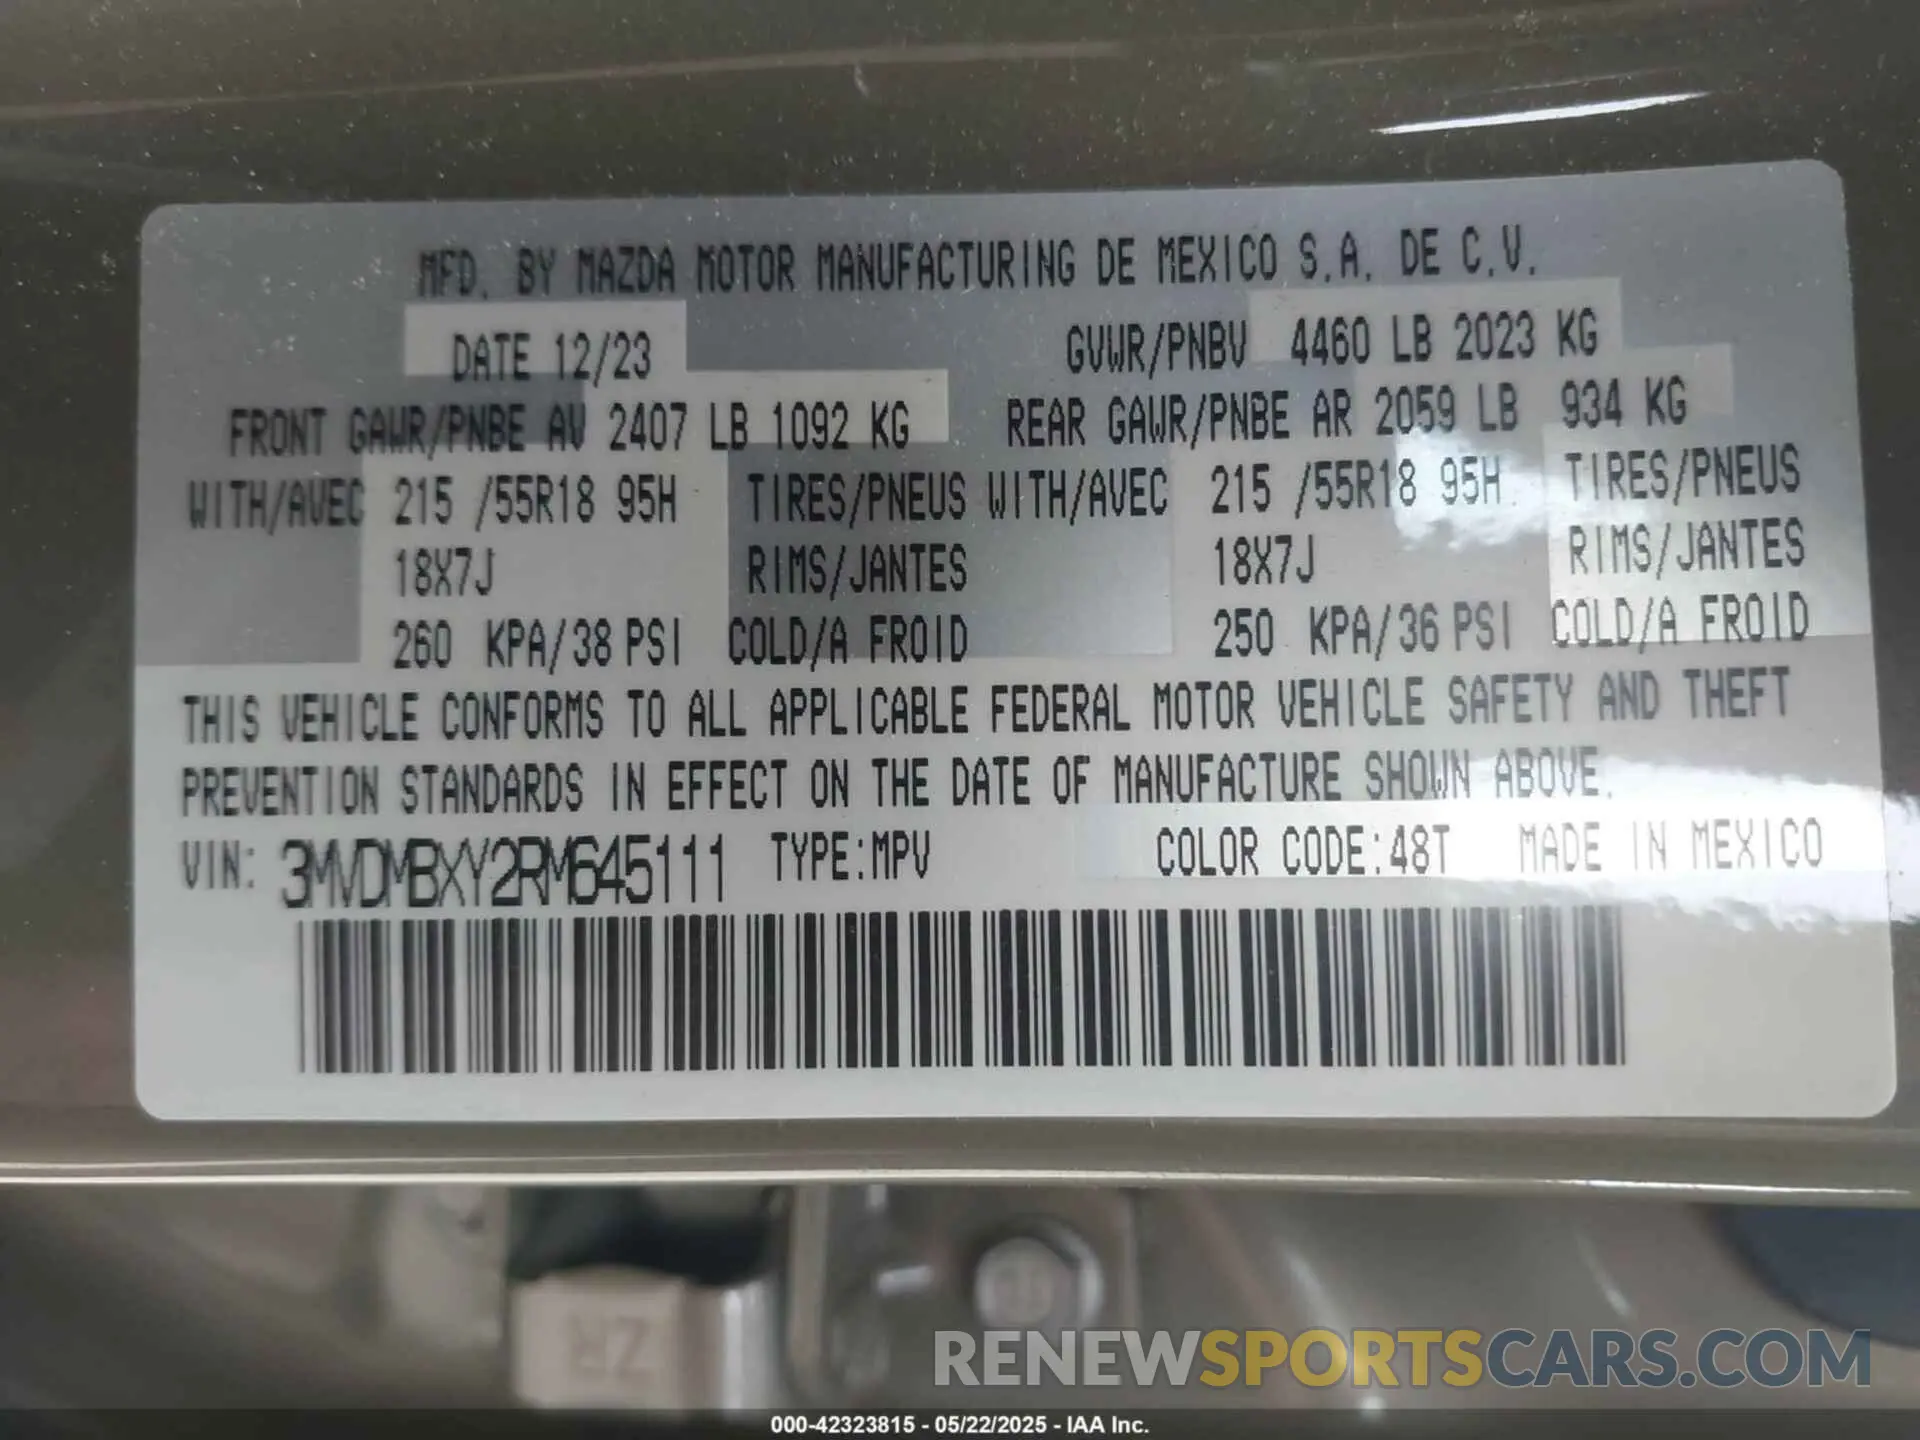 MFD. BY MAZDA MOTOR MANUFACTURING DE MEXICO S.A. DE C.V.
DATE 12/23 GVWR/PNBV 4460 LB 2023 KG
FRONT GAWR/PNBE AV 2407 LB 1092 KG REAR GAWR/PNBE AR 2059 LB 934 KG
WITH/AVEC 215 /55R18 95H TIRES/PNEUS WITH/AVEC 215 /55R18 95H TIRES/PNEUS
18X7J RIMS/JANTES 18X7J RIMS/JANTES
260 KPA/38 PSI COLD/A FROID 250 KPA/36 PSI COLD/A FROID
THIS VEHICLE CONFORMS TO ALL APPLICABLE FEDERAL MOTOR VEHICLE SAFETY AND THEFT
PREVENTION STANDARDS IN EFFECT ON THE DATE OF MANUFACTURE SHOWN ABOVE.
VIN: 3MVDMBXY2RM645111 TYPE:MPV COLOR CODE:48T MADE IN MEXICO
RENEWSPORTSCARS.COM
000-42323815 - 05/22/2025 - IAA Inc.